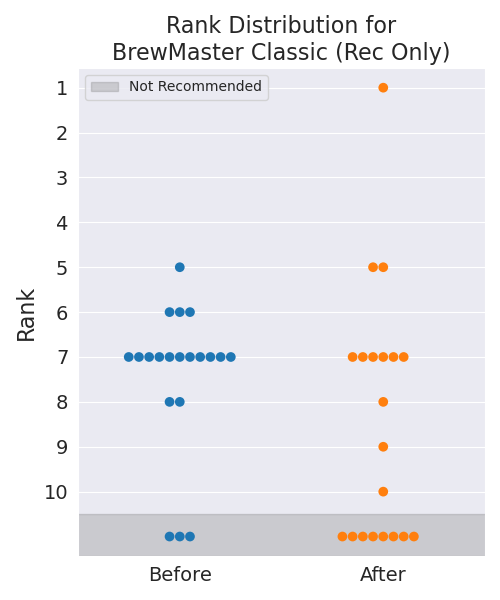 Rank Distribution for
BrewMaster Classic (Rec Only)
Not Recommended
1
2
3
4
5
6
7
8
9
10
Rank
Before
After